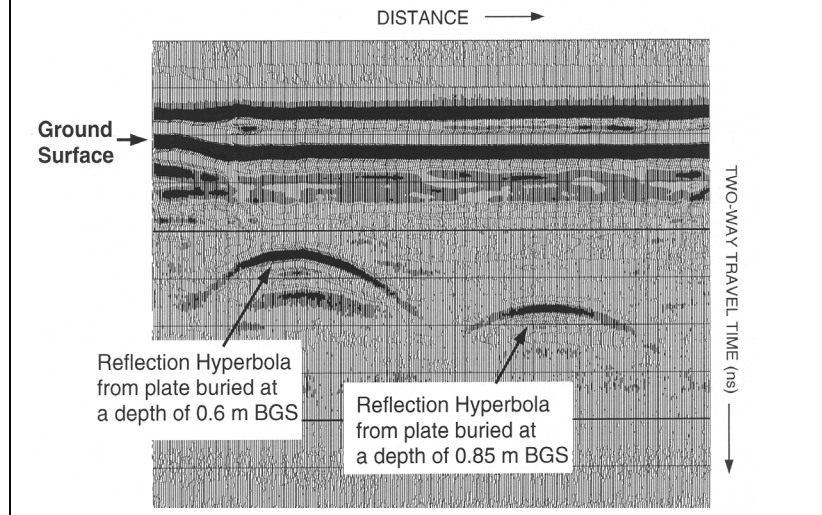 DISTANCE
Ground
Surface
TWO-WAY TRAVEL TIME (ns)
Reflection Hyperbola
from plate buried at
a depth of 0.6 m BGS
Reflection Hyperbola
from plate buried at
a depth of 0.85 m BGS